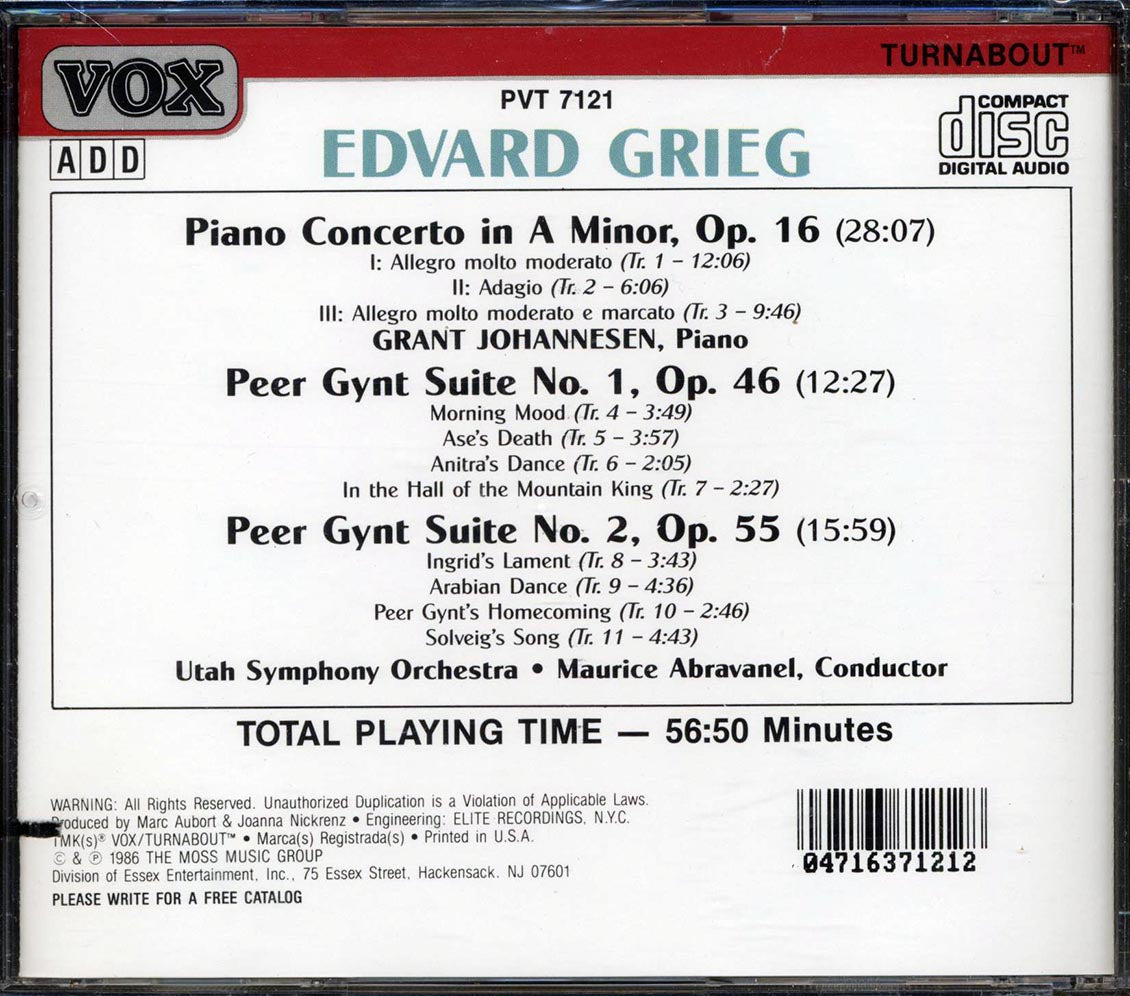 TURNABOUT™
VOX
PVT 7121
COMPACT
disc
DIGITAL AUDIO
ADD
EDVARD GRIEG
Piano Concerto in A Minor, Op. 16 (28:07)
I: Allegro molto moderato (Tr. 1 – 12:06)
II: Adagio (Tr. 2 – 6:06)
III: Allegro molto moderato e marcato (Tr. 3 – 9:46)
GRANT JOHANNESEN, Piano
Peer Gynt Suite No. 1, Op. 46 (12:27)
Morning Mood (Tr. 4 – 3:49)
Ase's Death (Tr. 5 – 3:57)
Anitra's Dance (Tr. 6 – 2:05)
In the Hall of the Mountain King (Tr. 7 – 2:27)
Peer Gynt Suite No. 2, Op. 55 (15:59)
Ingrid's Lament (Tr. 8 – 3:43)
Arabian Dance (Tr. 9 – 4:36)
Peer Gynt's Homecoming (Tr. 10 – 2:46)
Solveig's Song (Tr. 11 – 4:43)
Utah Symphony Orchestra • Maurice Abravanel, Conductor
TOTAL PLAYING TIME — 56:50 Minutes
WARNING: All Rights Reserved. Unauthorized Duplication is a Violation of Applicable Laws.
Produced by Marc Aubort & Joanna Nickrenz • Engineering: ELITE RECORDINGS, N.Y.C.
TMK(s)® VOX/TURNABOUT™ • Marca(s) Registrada(s) • Printed in U.S.A.
© & ℗ 1986 THE MOSS MUSIC GROUP
Division of Essex Entertainment, Inc., 75 Essex Street, Hackensack. NJ 07601
PLEASE WRITE FOR A FREE CATALOG
04716371212